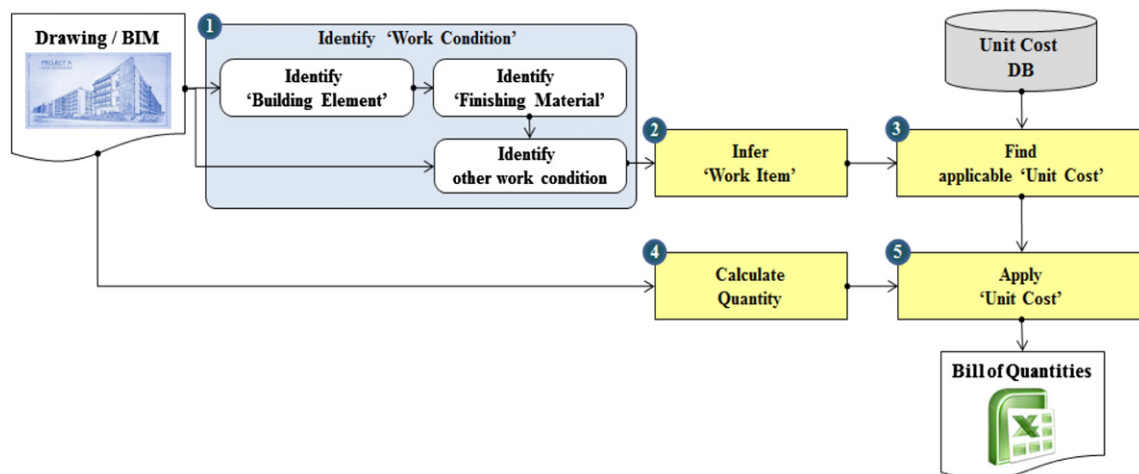 Drawing / BIM
PROJECT A
1
Identify ‘Work Condition’
Identify
‘Building Element’
Identify
‘Finishing Material’
Identify
other work condition
Unit Cost
DB
2
Infer
‘Work Item’
3
Find
applicable ‘Unit Cost’
4
Calculate
Quantity
5
Apply
‘Unit Cost’
Bill of Quantities
X